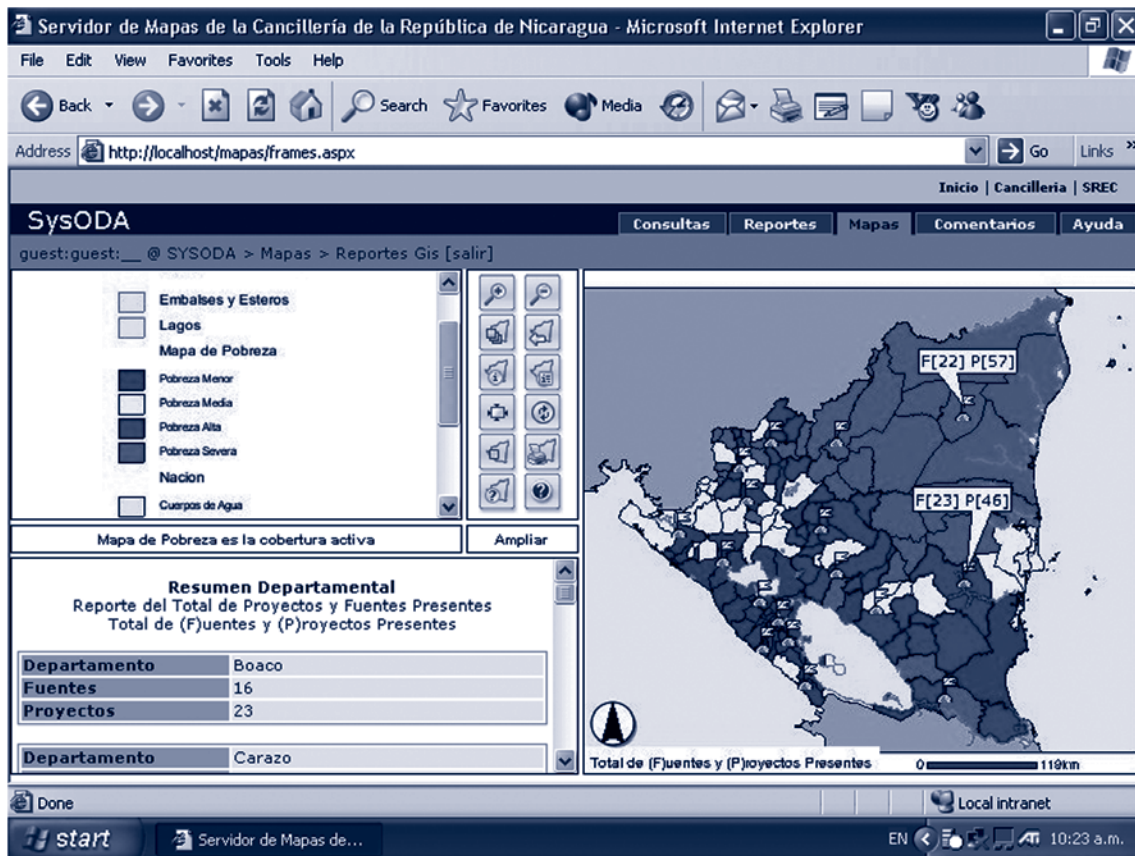 Servidor de Mapas de la Cancillería de la República de Nicaragua - Microsoft Internet Explorer
File Edit View Favorites Tools Help
Back Search Favorites Media
Address http://localhost/mapas/frames.aspx Go Links »
Inicio | Cancilleria | SREC
SysODA Consultas Reportes Mapas Comentarios Ayuda
guest:guest:__ @ SYSODA > Mapas > Reportes Gis [salir]
Embalses y Esteros
Lagos
Mapa de Pobreza
Pobreza Menor
Pobreza Media
Pobreza Alta
Pobreza Severa
Nacion
Cuerpos de Agua
Mapa de Pobreza es la cobertura activa Ampliar
Resumen Departamental
Reporte del Total de Proyectos y Fuentes Presentes
Total de (F)uentes y (P)royectos Presentes
Departamento Boaco
Fuentes 16
Proyectos 23
Departamento Carazo
F[22] P[57]
F[23] P[46]
Total de (F)uentes y (P)royectos Presentes 0 119km
Done Local intranet
start Servidor de Mapas de... EN ATi 10:23 a.m.